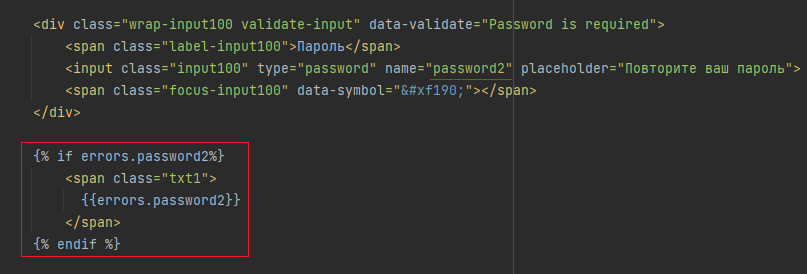 <div class="wrap-input100 validate-input" data-validate="Password is required">
<span class="label-input100">Пароль</span>
<input class="input100" type="password" name="password2" placeholder="Повторите ваш пароль">
<span class="focus-input100" data-symbol="&#xf190;"></span>
</div>
{% if errors.password2%}
<span class="txt1">
{{errors.password2}}
</span>
{% endif %}